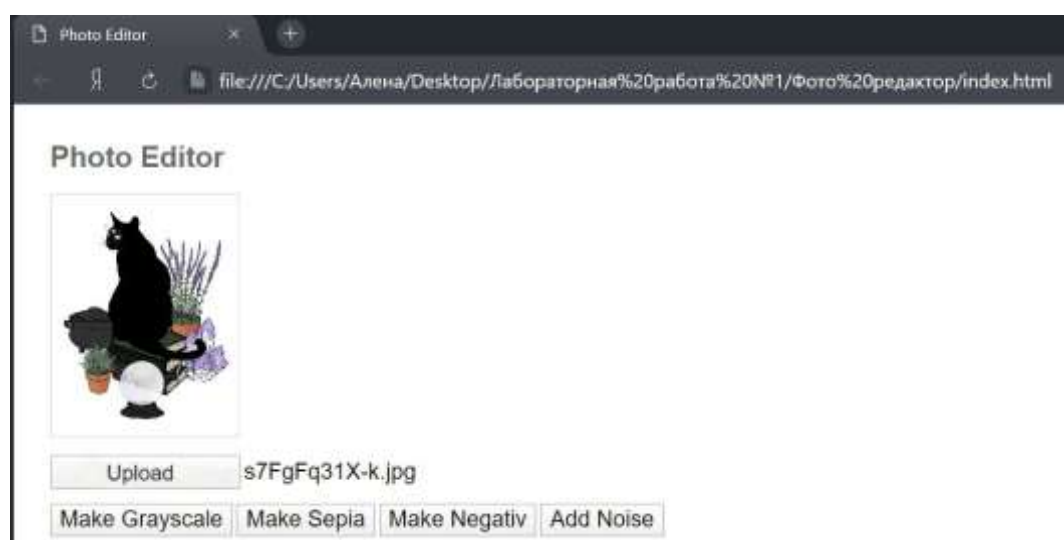 Photo Editor
Я file:///C:/Users/Алена/Desktop/Лабораторная%20работа%20№1/Фото%20редактор/index.html
Photo Editor
Upload s7FgFq31X-k.jpg
Make Grayscale Make Sepia Make Negativ Add Noise